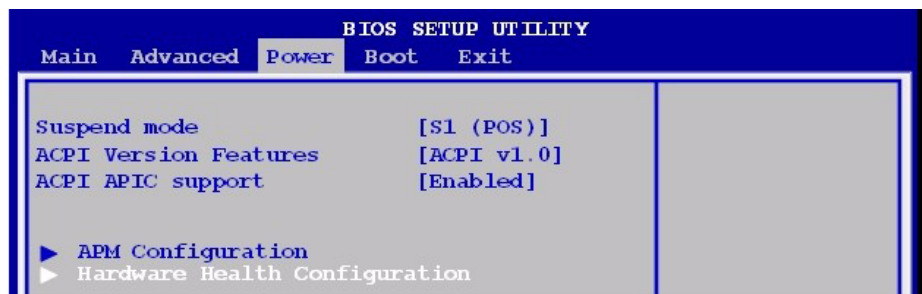 BIOS SETUP UTILITY
Main Advanced Power Boot Exit
Suspend mode [S1 (POS)]
ACPI Version Features [ACPI v1.0]
ACPI APIC support [Enabled]
APM Configuration
Hardware Health Configuration